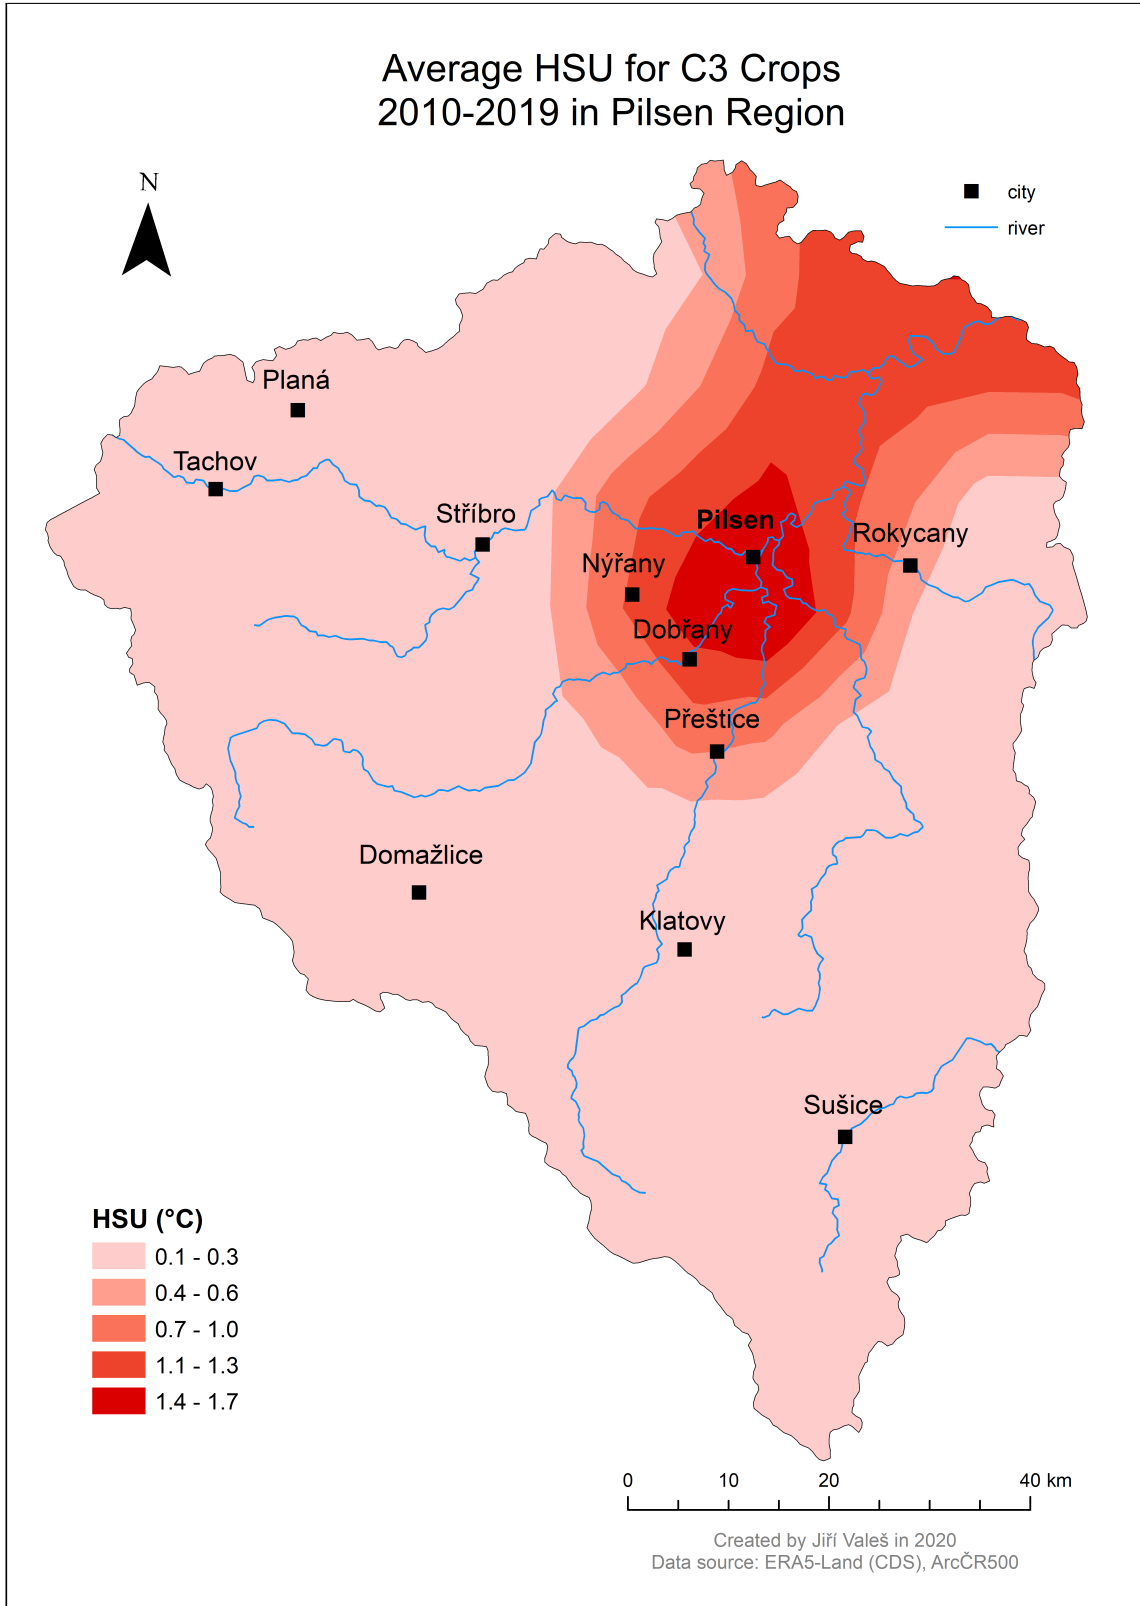 Average HSU for C3 Crops
2010-2019 in Pilsen Region
N
city
river
Planá
Tachov
Stříbro
Pilsen
Rokycany
Nýřany
Dobřany
Přeštice
Domažlice
Klatovy
Sušice
HSU (°C)
0.1 - 0.3
0.4 - 0.6
0.7 - 1.0
1.1 - 1.3
1.4 - 1.7
0 10 20 40 km
Created by Jiří Valeš in 2020
Data source: ERA5-Land (CDS), ArcČR500